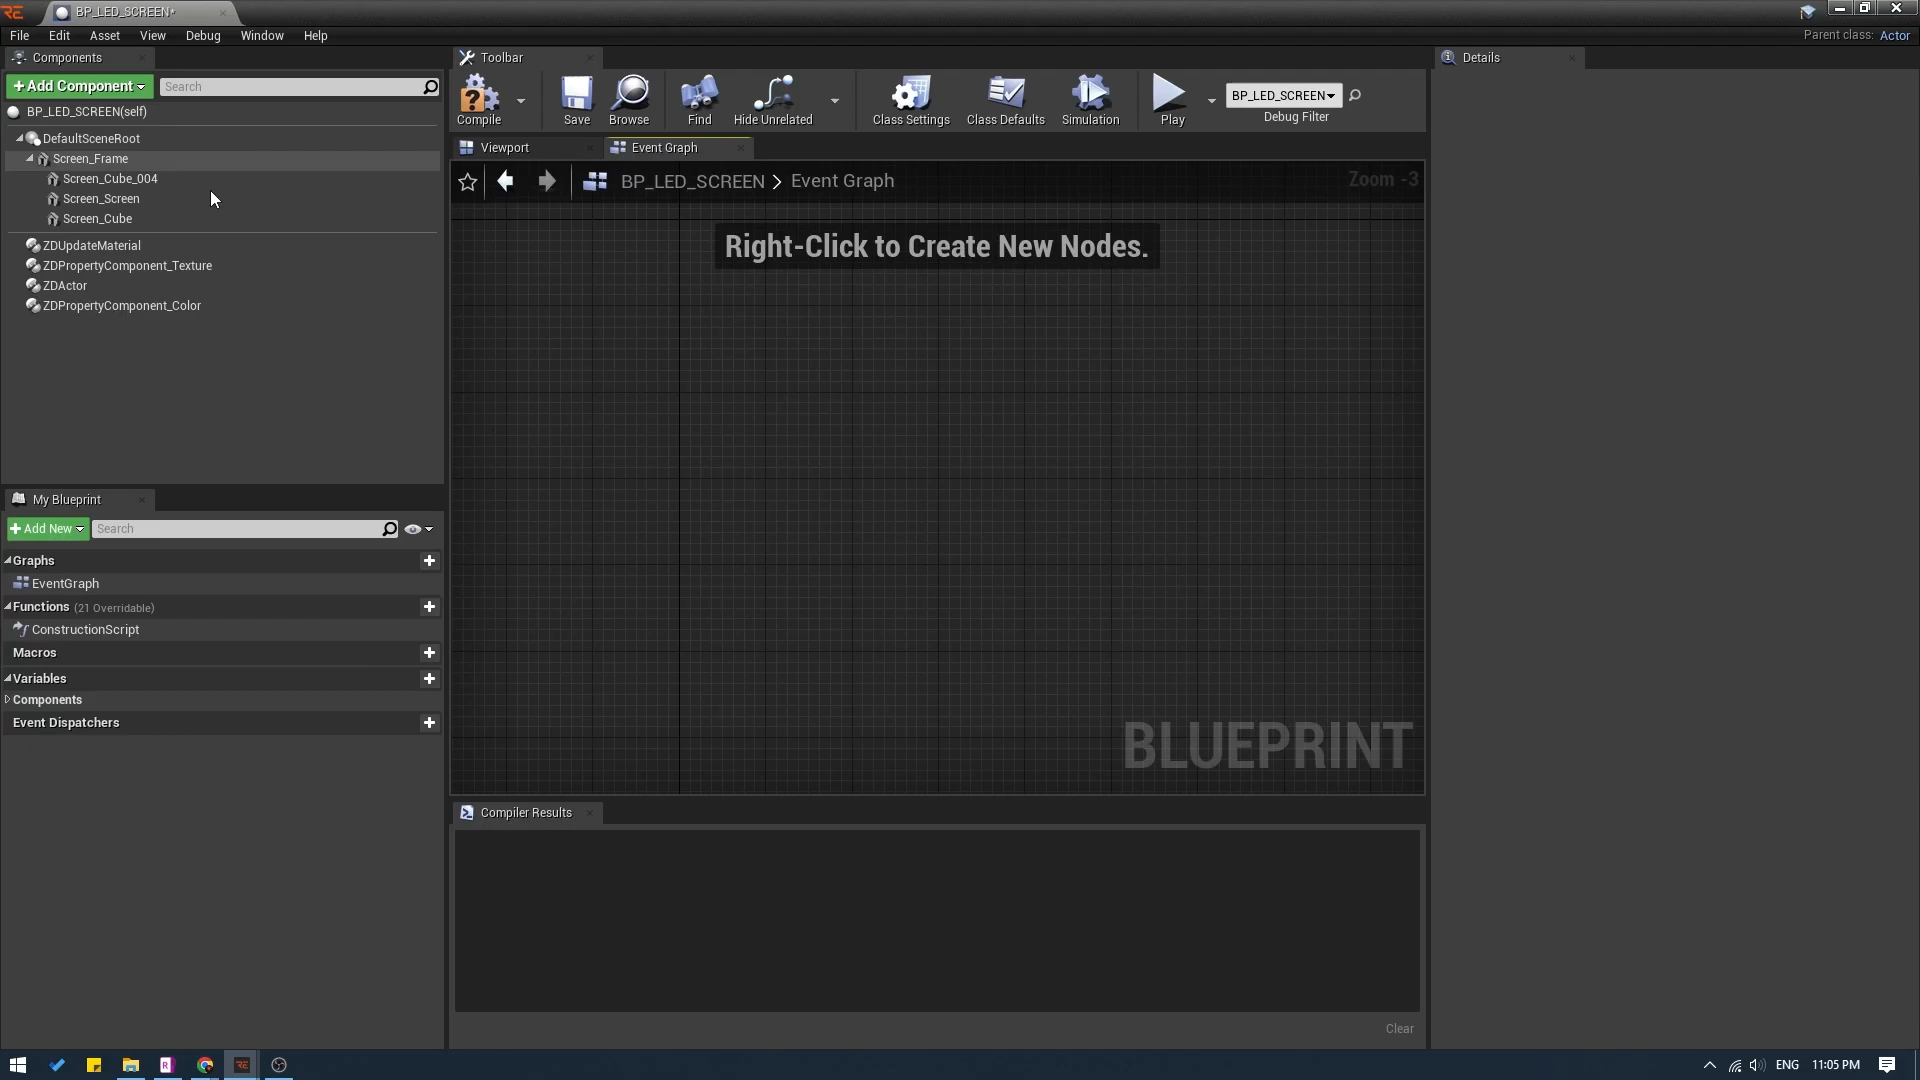 BP_LED_SCREEN*
File Edit Asset View Debug Window Help
Parent class: Actor
Components
+ Add Component
Search
BP_LED_SCREEN(self)
DefaultSceneRoot
Screen_Frame
Screen_Cube_004
Screen_Screen
Screen_Cube
ZDUpdateMaterial
ZDPropertyComponent_Texture
ZDActor
ZDPropertyComponent_Color
My Blueprint
+ Add New
Search
Graphs
EventGraph
Functions (21 Overridable)
ConstructionScript
Macros
Variables
Components
Event Dispatchers
Toolbar
Compile Save Browse Find Hide Unrelated Class Settings Class Defaults Simulation Play
BP_LED_SCREEN
Debug Filter
Viewport
Event Graph
BP_LED_SCREEN > Event Graph
Zoom -3
Right-Click to Create New Nodes.
BLUEPRINT
Compiler Results
Clear
Details
ENG 11:05 PM